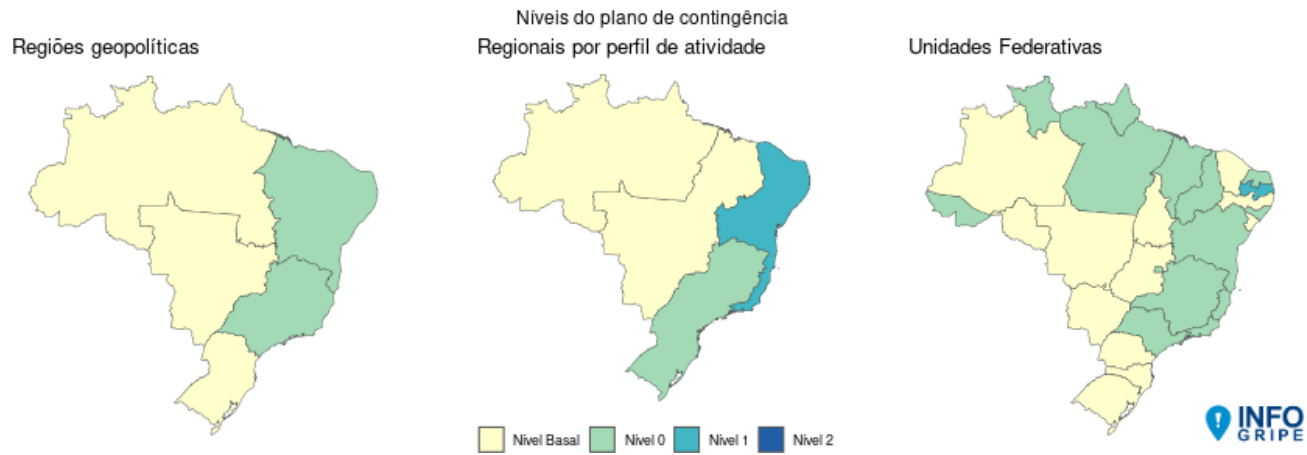 Níveis do plano de contingência
Regiões geopolíticas
Regionais por perfil de atividade
Unidades Federativas
Nível Basal
Nível 0
Nível 1
Nível 2
INFO
GRIPE